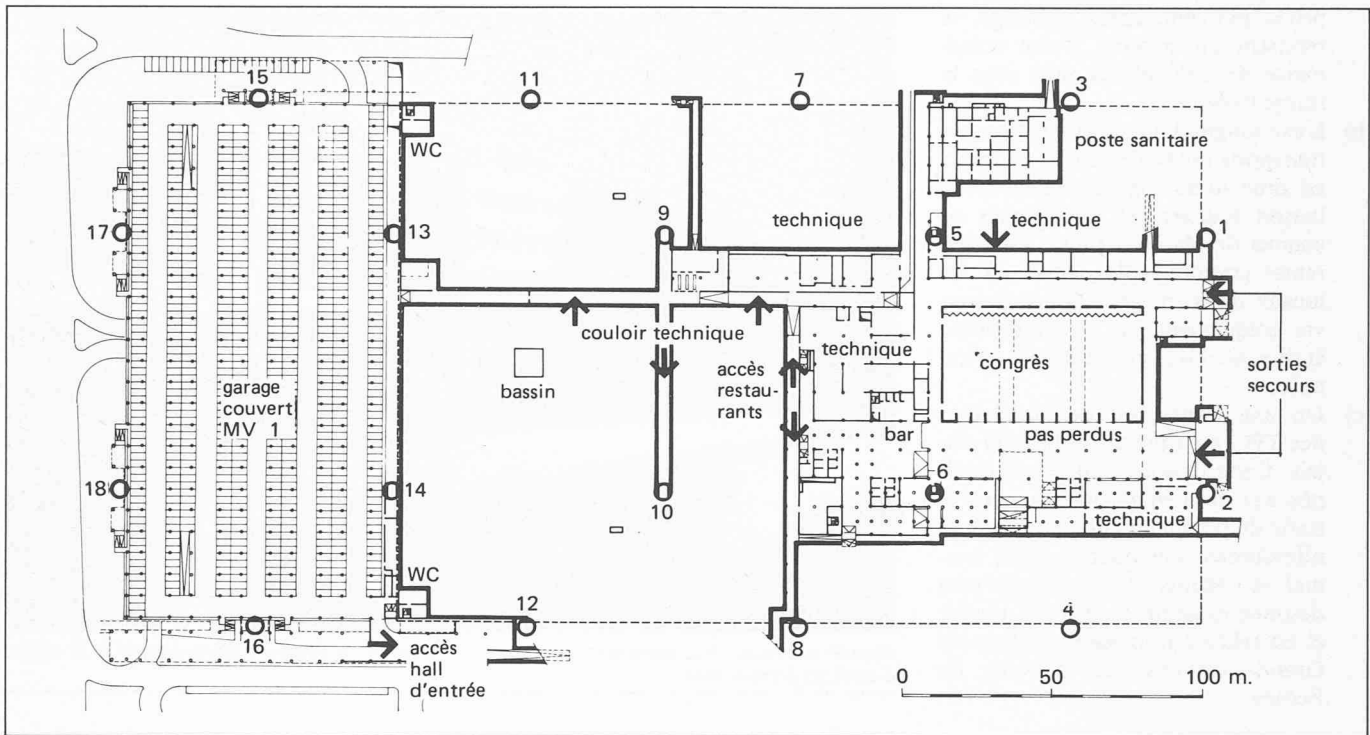 15
11
7
3
WC
poste sanitaire
17
13
9
technique
5
technique
1
couloir technique
bassin
accès
restau-
rants
technique
congrès
sorties
secours
garage
couvert
MV 1
bar
pas perdus
18
14
10
6
2
technique
WC
16
accès
hall
d'entrée
12
8
4
0 50 100 m.